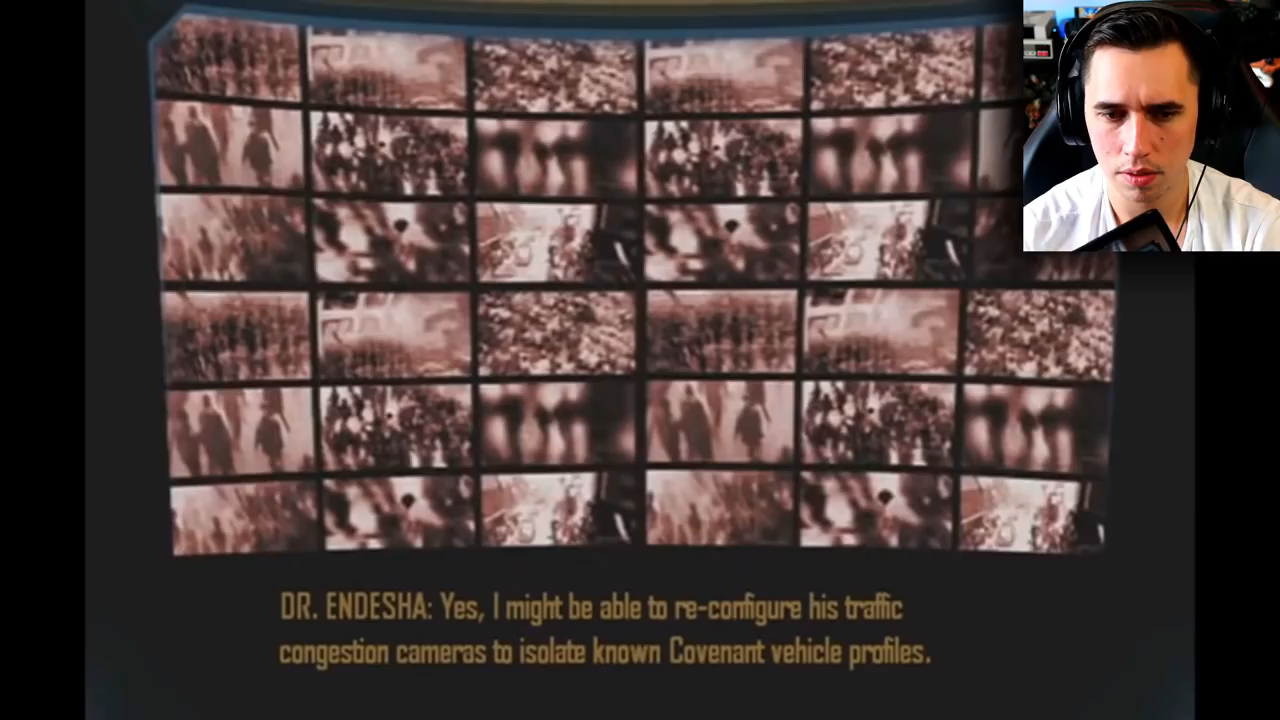 DR. ENDESHA: Yes, I might be able to re-configure his traffic
congestion cameras to isolate known Covenant vehicle profiles.